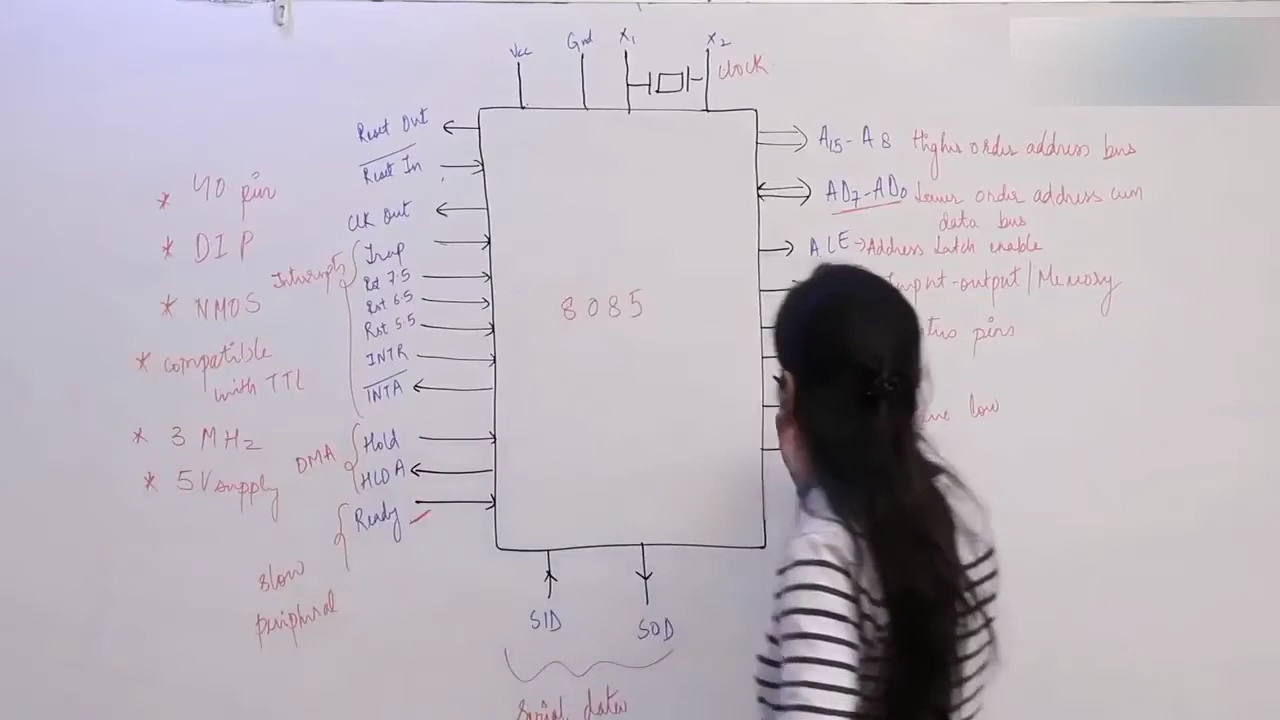 Vcc Gnd X1 X2
clock
Reset Out
Reset In
Clk Out
Interrupts
Trap
Rst 7.5
Rst 6.5
Rst 5.5
INTR
INTA
DMA
Hold
HLDA
Ready
slow
peripheral
* 40 pin
* DIP
* NMOS
* compatible
with TTL
* 3 MHz
* 5V supply
8085
A15-A8 Higher order address bus
AD7-AD0 Lower order address cum
data bus
ALE→Address Latch enable
Input-output/Memory
pins
low
SID SOD
Serial data